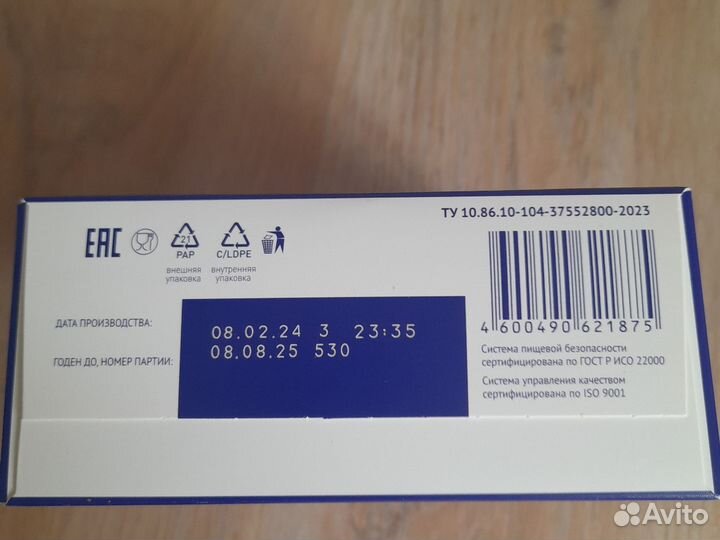 ТУ 10.86.10-104-37552800-2023
EAC
21
PAP
C/LDPE
внешняя
упаковка
внутренняя
упаковка
ДАТА ПРОИЗВОДСТВА:
08.02.24 3 23:35
ГОДЕН ДО, НОМЕР ПАРТИИ:
08.08.25 530
4 600490 621875
Система пищевой безопасности
сертифицирована по ГОСТ Р ИСО 22000
Система управления качеством
сертифицирована по ISO 9001
Avito